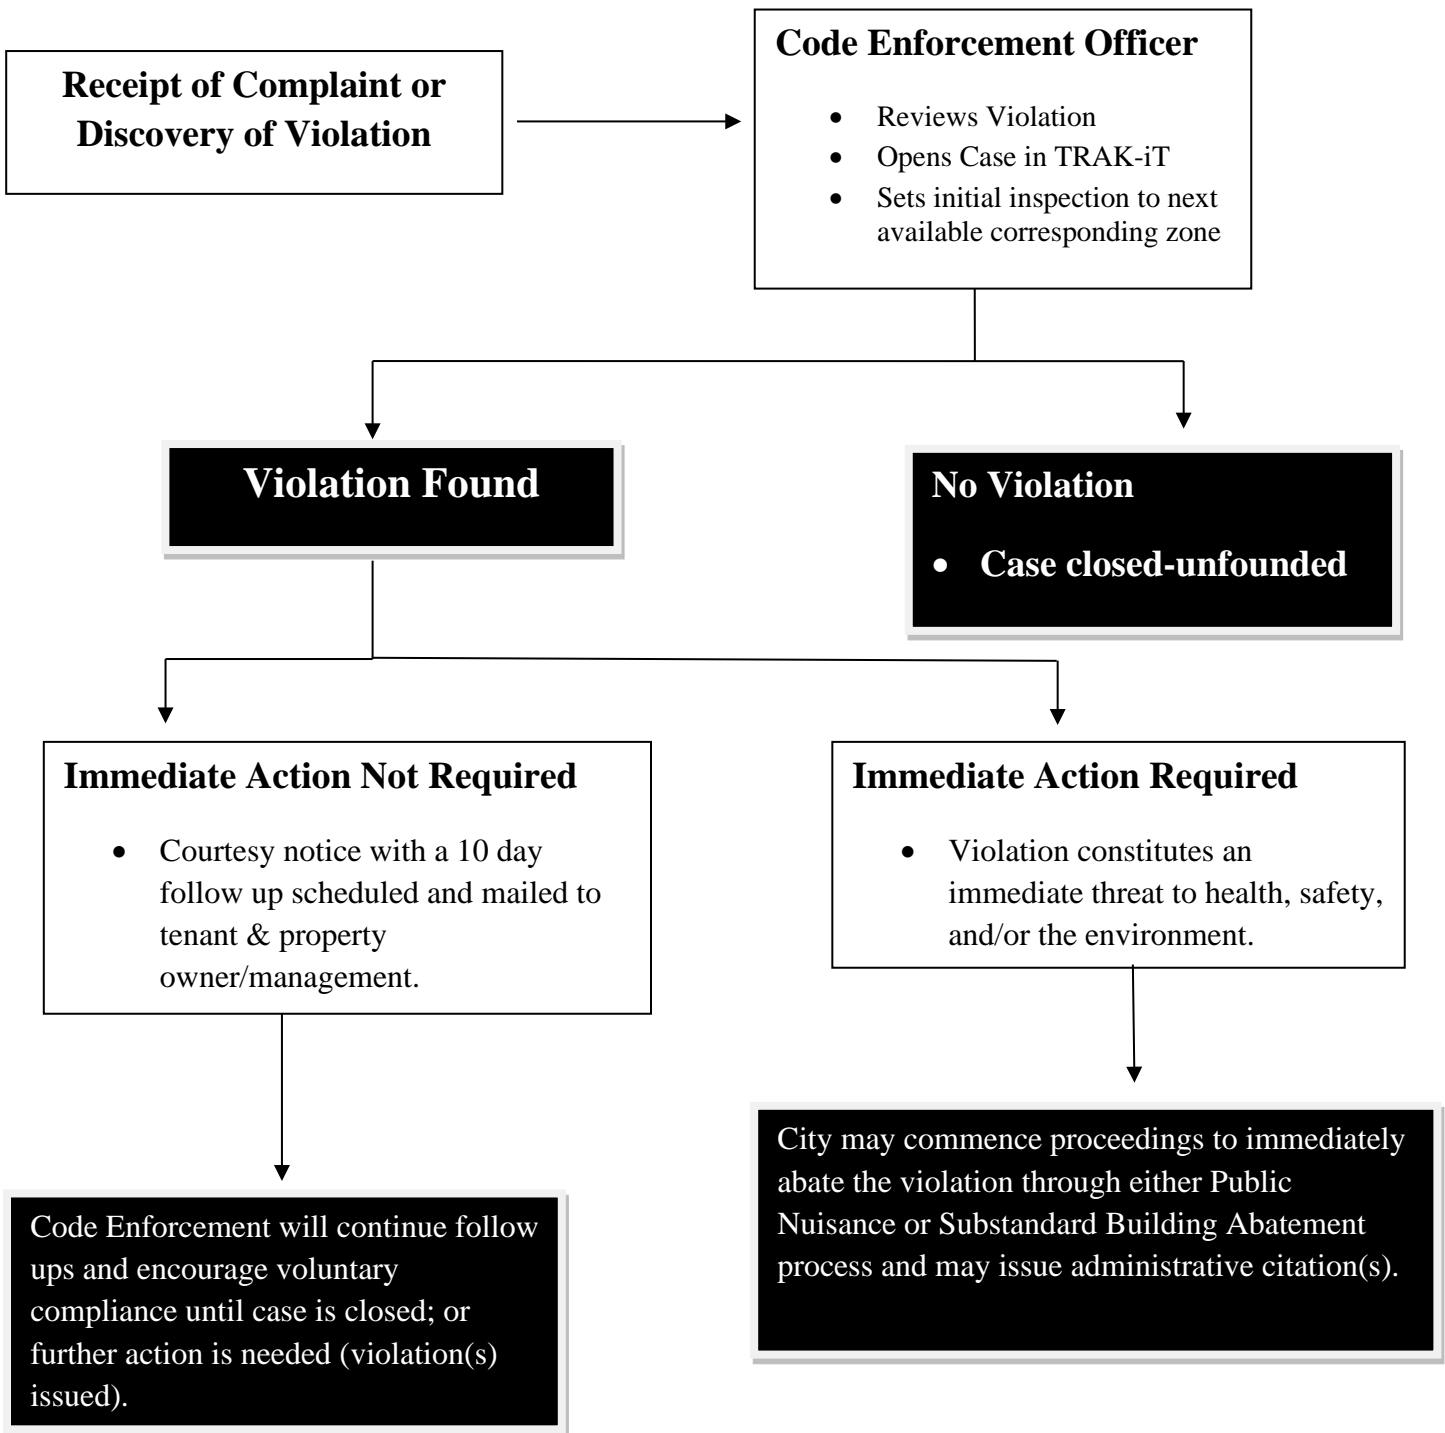 Receipt of Complaint or
Discovery of Violation
Code Enforcement Officer
• Reviews Violation
• Opens Case in TRAK-iT
• Sets initial inspection to next
available corresponding zone
Violation Found
No Violation
• Case closed-unfounded
Immediate Action Not Required
• Courtesy notice with a 10 day
follow up scheduled and mailed to
tenant & property
owner/management.
Immediate Action Required
• Violation constitutes an
immediate threat to health, safety,
and/or the environment.
Code Enforcement will continue follow
ups and encourage voluntary
compliance until case is closed; or
further action is needed (violation(s)
issued).
City may commence proceedings to immediately
abate the violation through either Public
Nuisance or Substandard Building Abatement
process and may issue administrative citation(s).